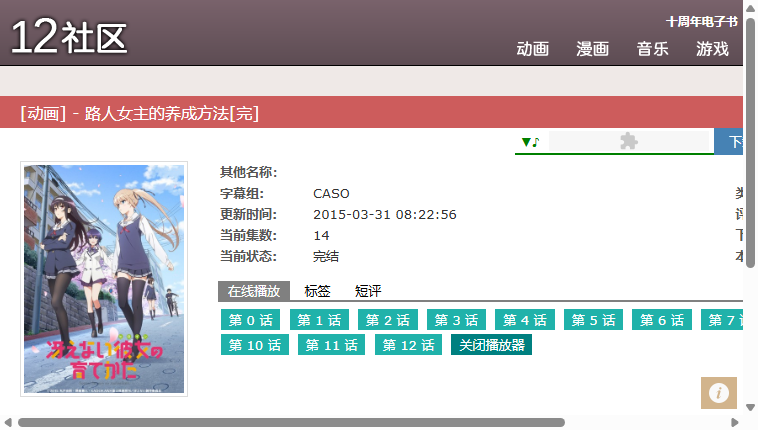 十周年电子书
12社区
动画 漫画 音乐 游戏
[动画] - 路人女主的养成方法[完]
▼♪
其他名称:
字幕组: CASO
更新时间: 2015-03-31 08:22:56
当前集数: 14
当前状态: 完结
在线播放 标签 短评
第 0 话 第 1 话 第 2 话 第 3 话 第 4 话 第 5 话 第 6 话 第 7
第 10 话 第 11 话 第 12 话 关闭播放器
冴えない彼女の
育てかた